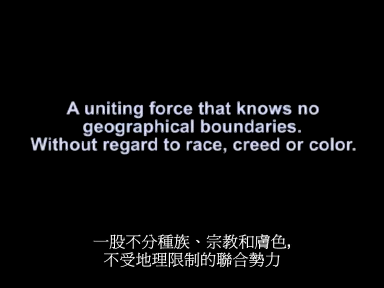 A uniting force that knows no
geographical boundaries.
Without regard to race, creed or color.
一股不分種族、宗教和膚色,
不受地理限制的聯合勢力